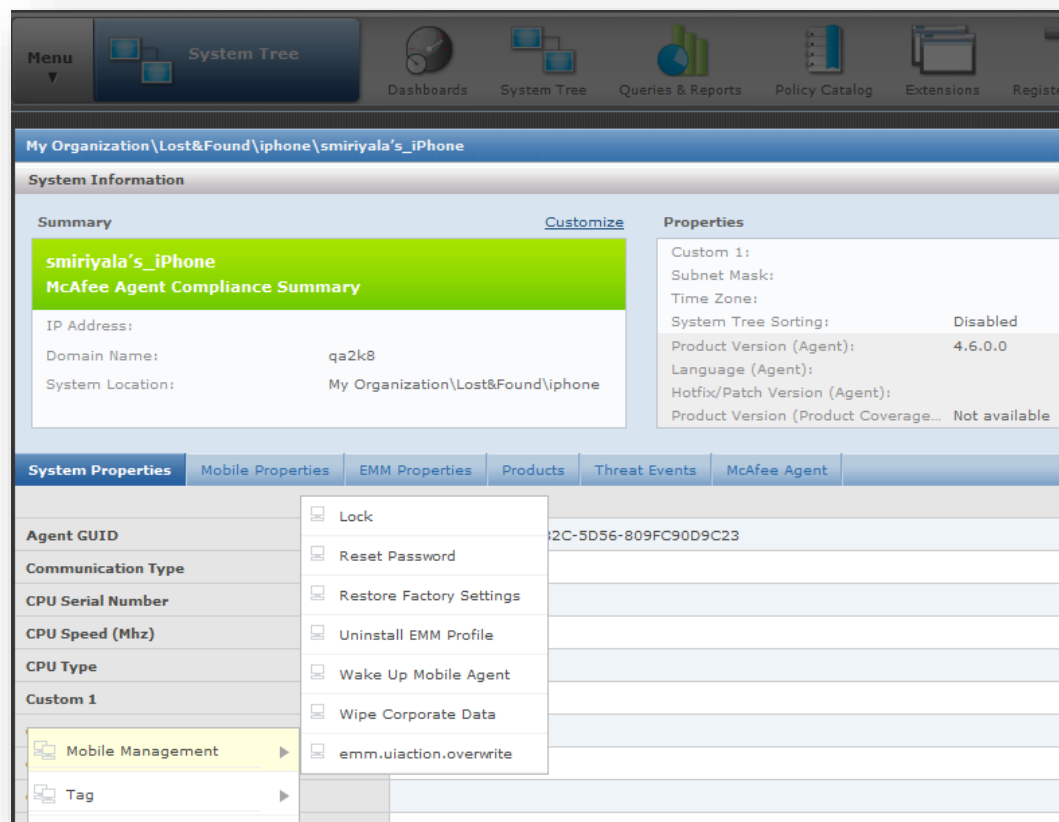 Menu
System Tree
Dashboards
System Tree
Queries & Reports
Policy Catalog
Extensions
My Organization\Lost&Found\iphone\smiriyala's_iPhone
System Information
Summary
Customize
Properties
smiriyala's_iPhone
McAfee Agent Compliance Summary
IP Address:
Domain Name: qa2k8
System Location: My Organization\Lost&Found\iphone
Custom 1:
Subnet Mask:
Time Zone:
System Tree Sorting: Disabled
Product Version (Agent): 4.6.0.0
Language (Agent):
Hotfix/Patch Version (Agent):
Product Version (Product Coverage... Not available
System Properties
Mobile Properties
EMM Properties
Products
Threat Events
McAfee Agent
Agent GUID
2C-5D56-809FC90D9C23
Communication Type
CPU Serial Number
CPU Speed (Mhz)
CPU Type
Custom 1
Mobile Management
Tag
Lock
Reset Password
Restore Factory Settings
Uninstall EMM Profile
Wake Up Mobile Agent
Wipe Corporate Data
emm.uiaction.overwrite